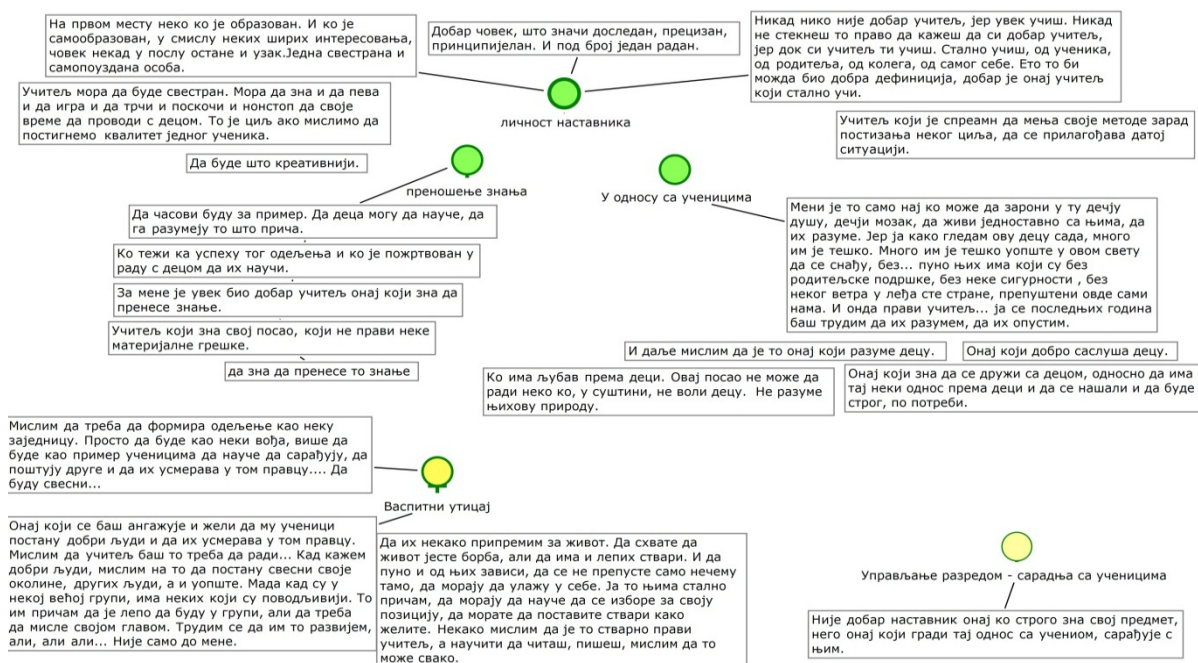 На првом месту неко ко је образован. И ко је
самообразован, у смислу неких ширих интересовања,
човек некад у послу остане и узак.Једна свестрана и
самопоуздана особа.
Добар човек, што значи доследан, прецизан,
принципијелан. И под број један радан.
Никад нико није добар учитељ, јер увек учиш. Никад
не стекнеш то право да кажеш да си добар учитељ,
јер док си учитељ ти учиш. Стално учиш, од ученика,
од родитеља, од колега, од самог себе. Ето то би
можда био добра дефиниција, добар је онај учитељ
који стално учи.
Учитељ мора да буде свестран. Мора да зна и да пева
и да игра и да трчи и поскочи и нонстоп да своје
време да проводи с децом. То је циљ ако мислимо да
постигнемо квалитет једног ученика.
личност наставника
Учитељ који је спреамн да мења своје методе зарад
постизања неког циља, да се прилагођава датој
ситуацији.
Да буде што креативнији.
преношење знања
У односу са ученицима
Да часови буду за пример. Да деца могу да науче, да
га разумеју то што прича.
Ко тежи ка успеху тог одељења и ко је пожртвован у
раду с децом да их научи.
За мене је увек био добар учитељ онај који зна да
пренесе знање.
Учитељ који зна свој посао, који не прави неке
материјалне грешке.
да зна да пренесе то знање
Мени је то само нај ко може да зарони у ту дечју
душу, дечји мозак, да живи једноставно са њима, да
их разуме. Јер ја како гледам ову децу сада, много
им је тешко. Много им је тешко уопште у овом свету
да се снађу, без... пуно њих има који су без
родитељске подршке, без неке сигурности , без
неког ветра у леђа сте стране, препуштени овде сами
нама. И онда прави учитељ... ја се последњих година
баш трудим да их разумем, да их опустим.
И даље мислим да је то онај који разуме децу.
Онај који добро саслуша децу.
Ко има љубав према деци. Овај посао не може да
ради неко ко, у суштини, не воли децу. Не разуме
њихову природу.
Онај који зна да се дружи са децом, односно да има
тај неки однос према деци и да се нашали и да буде
строг, по потреби.
Мислим да треба да формира одељење као неку
заједницу. Просто да буде као неки вођа, више да
буде као пример ученицима да науче да сарађују, да
поштују друге и да их усмерава у том правцу.... Да
буду свесни...
Васпитни утицај
Онај који се баш ангажује и жели да му ученици
постану добри људи и да их усмерава у том правцу.
Мислим да учитељ баш то треба да ради... Кад кажем
добри људи, мислим на то да постану свесни своје
околине, других људи, а и уопште. Мада кад су у
некој већој групи, има неких који су поводљивији. То
им причам да је лепо да буду у групи, али да треба
да мисле својом главом. Трудим се да им то развијем,
али, али али... Није само до мене.
Да их некако припремим за живот. Да схвате да
живот јесте борба, али да има и лепих ствари. И да
пуно и од њих зависи, да се не препусте само нечему
тамо, да морају да улажу у себе. Ја то њима стално
причам, да морају да науче да се изборе за своју
позицију, да морате да поставите ствари како
желите. Некако мислим да је то стварно прави
учитељ, а научити да читаш, пишеш, мислим да то
може свако.
Управљање разредом - сарадња са ученицима
Није добар наставник онај ко строго зна свој предмет,
него онај који гради тај однос са учениом, сарађује с
њим.